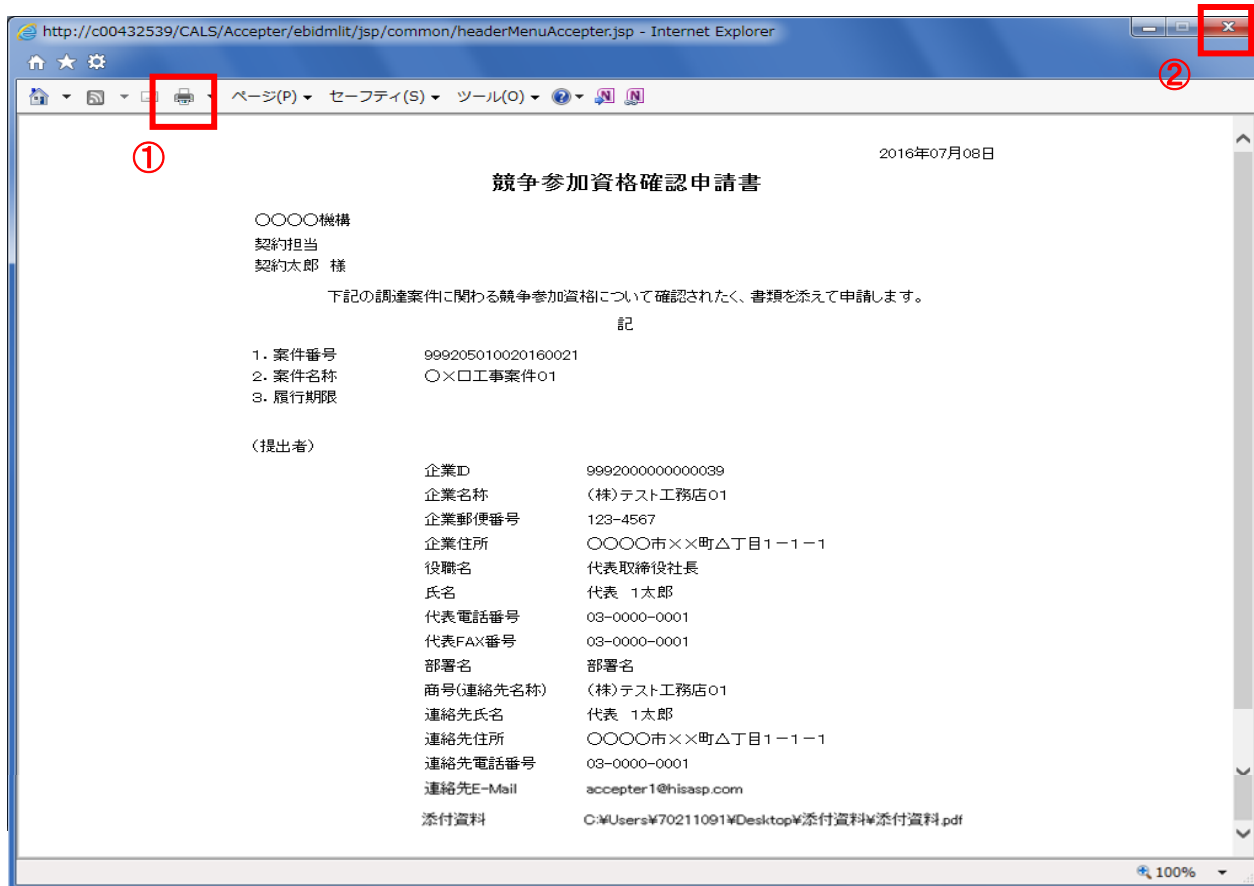 http://c00432539/CALS/Accepter/ebidmlit/jsp/common/headerMenuAccepter.jsp - Internet Explorer
②
ページ(P) セーフティ(S) ツール(O)
①
2016年07月08日
競争参加資格確認申請書
〇〇〇〇機構
契約担当
契約太郎 様
下記の調達案件に関わる競争参加資格について確認されたく、書類を添えて申請します。
記
1. 案件番号 999205010020160021
2. 案件名称 〇×口工事案件01
3. 履行期限
(提出者)
企業ID 9992000000000039
企業名称 (株)テスト工務店01
企業郵便番号 123-4567
企業住所 〇〇〇〇市××町△丁目1-1-1
役職名 代表取締役社長
氏名 代表 1太郎
代表電話番号 03-0000-0001
代表FAX番号 03-0000-0001
部署名 部署名
商号(連絡先名称) (株)テスト工務店01
連絡先氏名 代表 1太郎
連絡先住所 〇〇〇〇市××町△丁目1-1-1
連絡先電話番号 03-0000-0001
連絡先E-Mail accepter1@hisasp.com
添付資料 C:¥Users¥70211091¥Desktop¥添付資料¥添付資料.pdf
100%